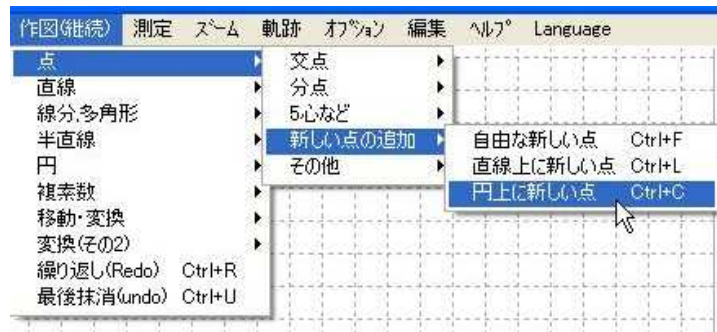 作図(継続) 測定 ズーム 軌跡 オプション 編集 ヘルプ Language
点
直線
線分,多角形
半直線
円
複素数
移動・変換
変換(その2)
繰り返し(Redo) Ctrl+R
最後抹消(undo) Ctrl+U
交点
分点
5心など
新しい点の追加
その他
自由な新しい点 Ctrl+F
直線上に新しい点 Ctrl+L
円上に新しい点 Ctrl+C